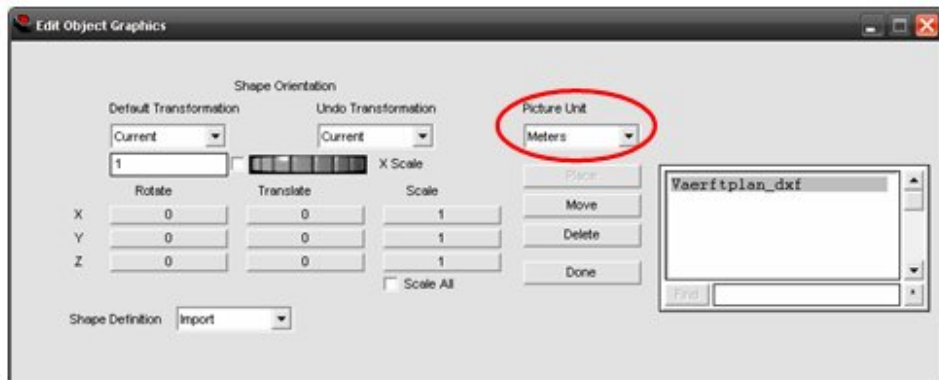 Edit Object Graphics
Shape Orientation
Default Transformation Undo Transformation Picture Unit
Current Current Meters
1 X Scale Place
Rotate Translate Scale Move
X 0 0 1 Delete
Y 0 0 1
Z 0 0 1 Done
Scale All
Shape Definition Import
Vaerftplan_dxf
Find *